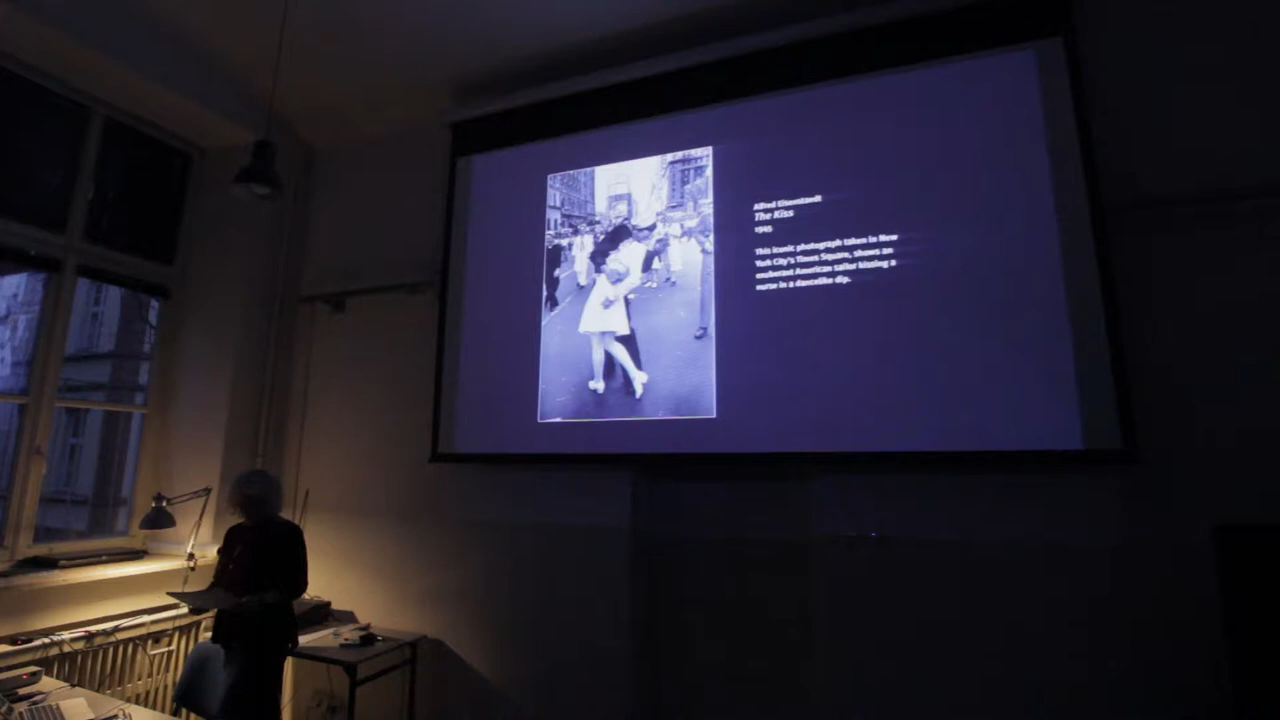 Alfred Eisenstaedt
The Kiss
1945
This iconic photograph taken in New
York City's Times Square, shows an
exuberant American sailor kissing a
nurse in a dancelike dip.